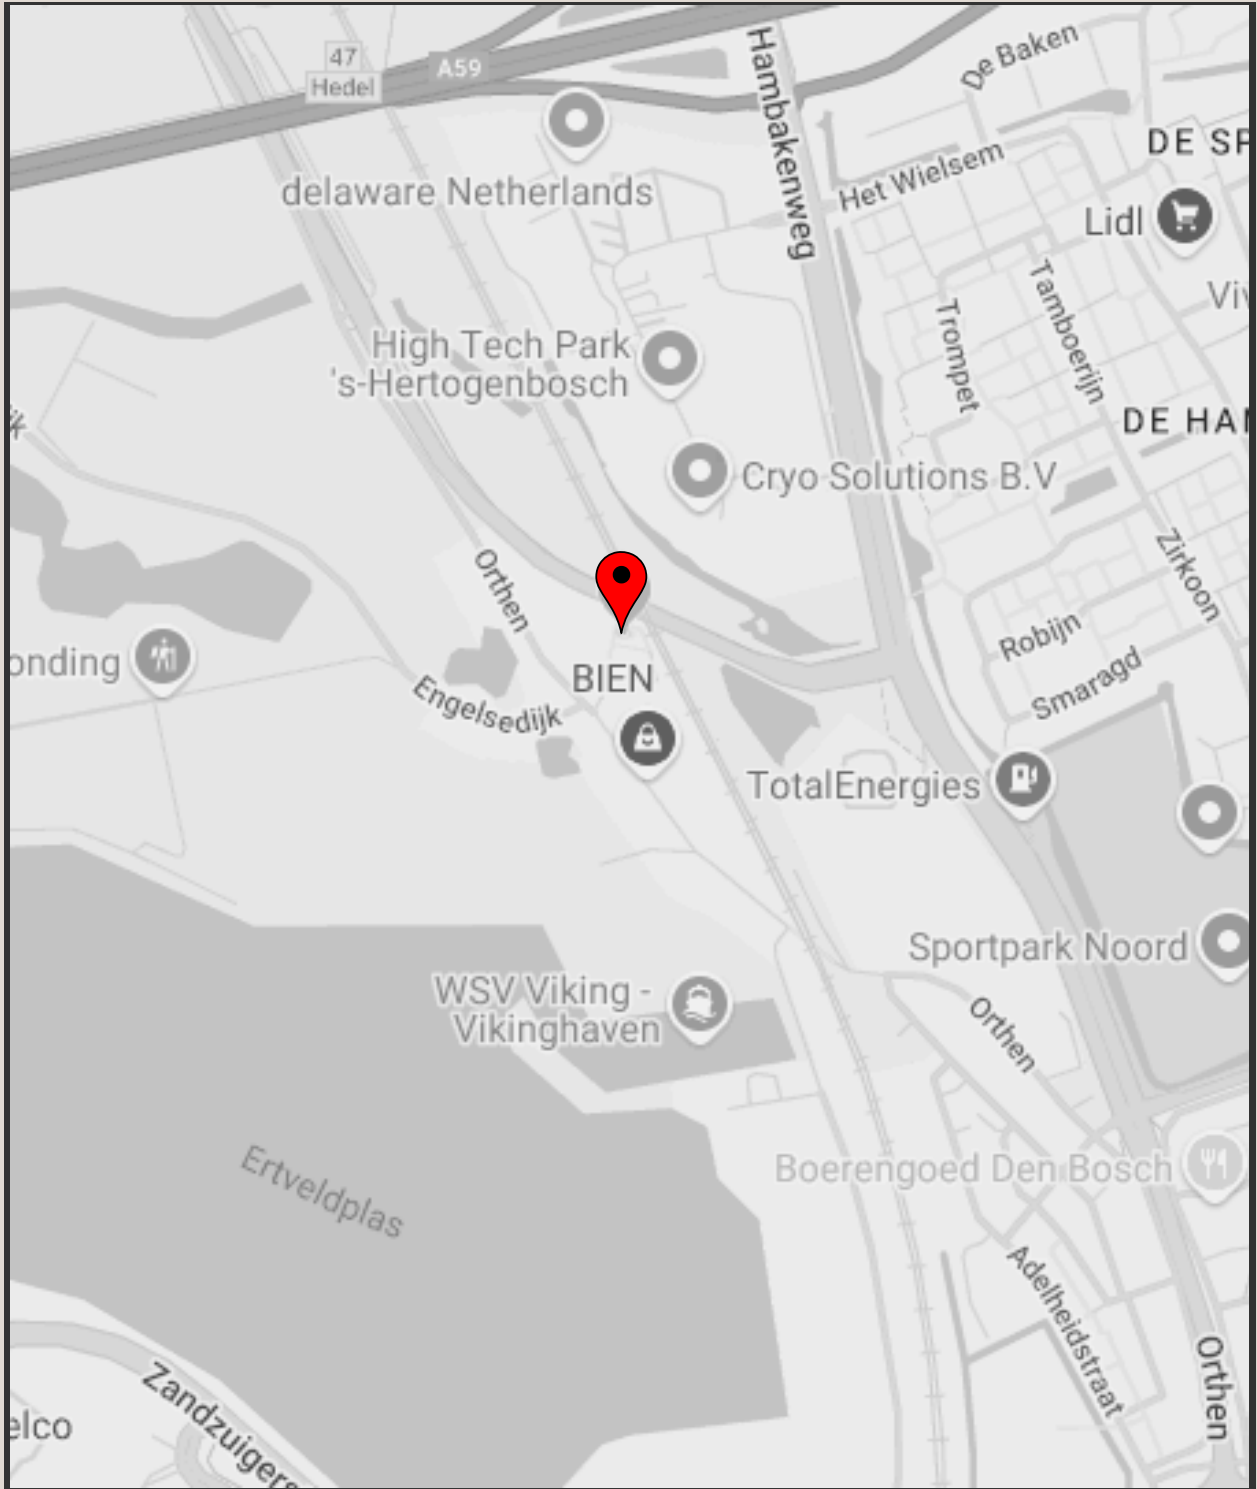 De Baken
47
A59
Hedel
Hambakenweg
DE SP
Het Wielsem
delaware Netherlands
Lidl
Tamboerijn
Trompet
High Tech Park
's-Hertogenbosch
DE HAM
Cryo Solutions B.V
Zirkoon
Orthen
Robijn
onding
BIEN
Smaragd
Engelsedijk
TotalEnergies
Sportpark Noord
WSV Viking -
Vikinghaven
Orthen
Ertveldplas
Boerengoed Den Bosch
Adelheidstraat
Orthen
Zandzuigers
elco